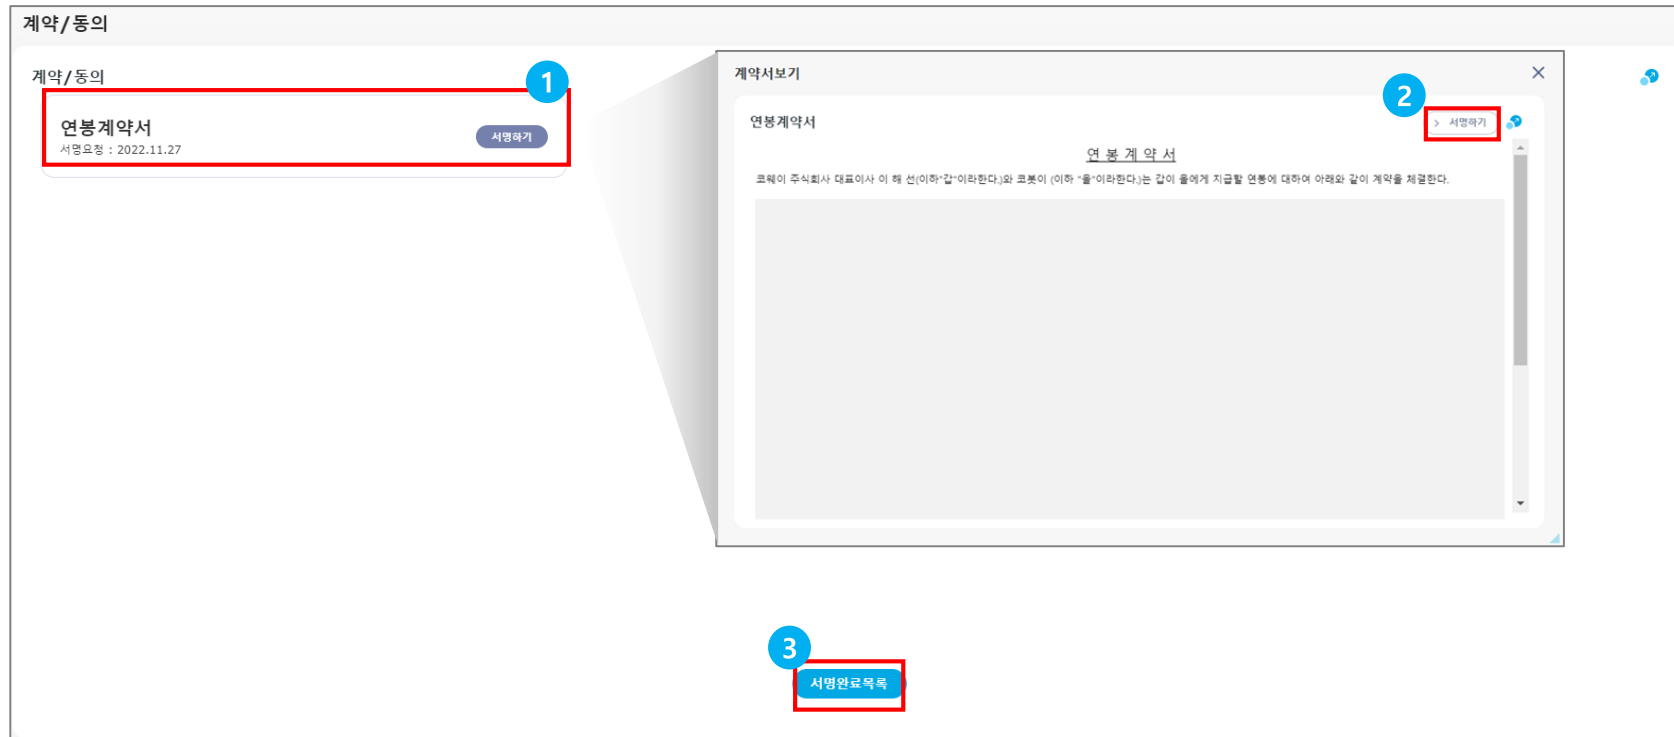 계약/동의
계약/동의
1
연봉계약서
서명하기
서명요청 : 2022.11.27
계약서보기
2
연봉계약서
> 서명하기
연 봉 계 약 서
코웨이 주식회사 대표이사 이 해 선(이하"갑"이라한다.)와 코봇이 (이하 "을"이라한다.)는 갑이 을에게 지급할 연봉에 대하여 아래와 같이 계약을 체결한다.
3
서명완료목록